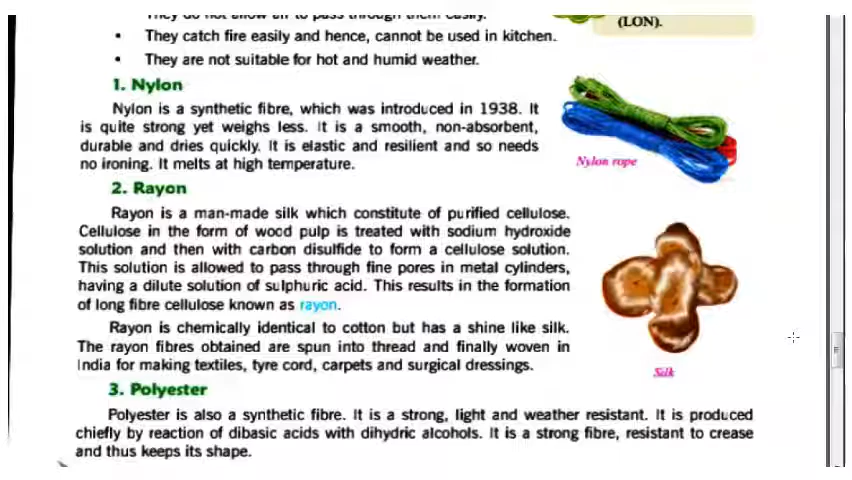 They do not allow air to pass through them easily.
(LON).
• They catch fire easily and hence, cannot be used in kitchen.
• They are not suitable for hot and humid weather.
1. Nylon
Nylon is a synthetic fibre, which was introduced in 1938. It
is quite strong yet weighs less. It is a smooth, non-absorbent,
durable and dries quickly. It is elastic and resilient and so needs
no ironing. It melts at high temperature.
Nylon rope
2. Rayon
Rayon is a man-made silk which constitute of purified cellulose.
Cellulose in the form of wood pulp is treated with sodium hydroxide
solution and then with carbon disulfide to form a cellulose solution.
This solution is allowed to pass through fine pores in metal cylinders,
having a dilute solution of sulphuric acid. This results in the formation
of long fibre cellulose known as rayon.
Rayon is chemically identical to cotton but has a shine like silk.
The rayon fibres obtained are spun into thread and finally woven in
India for making textiles, tyre cord, carpets and surgical dressings.
Silk
3. Polyester
Polyester is also a synthetic fibre. It is a strong, light and weather resistant. It is produced
chiefly by reaction of dibasic acids with dihydric alcohols. It is a strong fibre, resistant to crease
and thus keeps its shape.